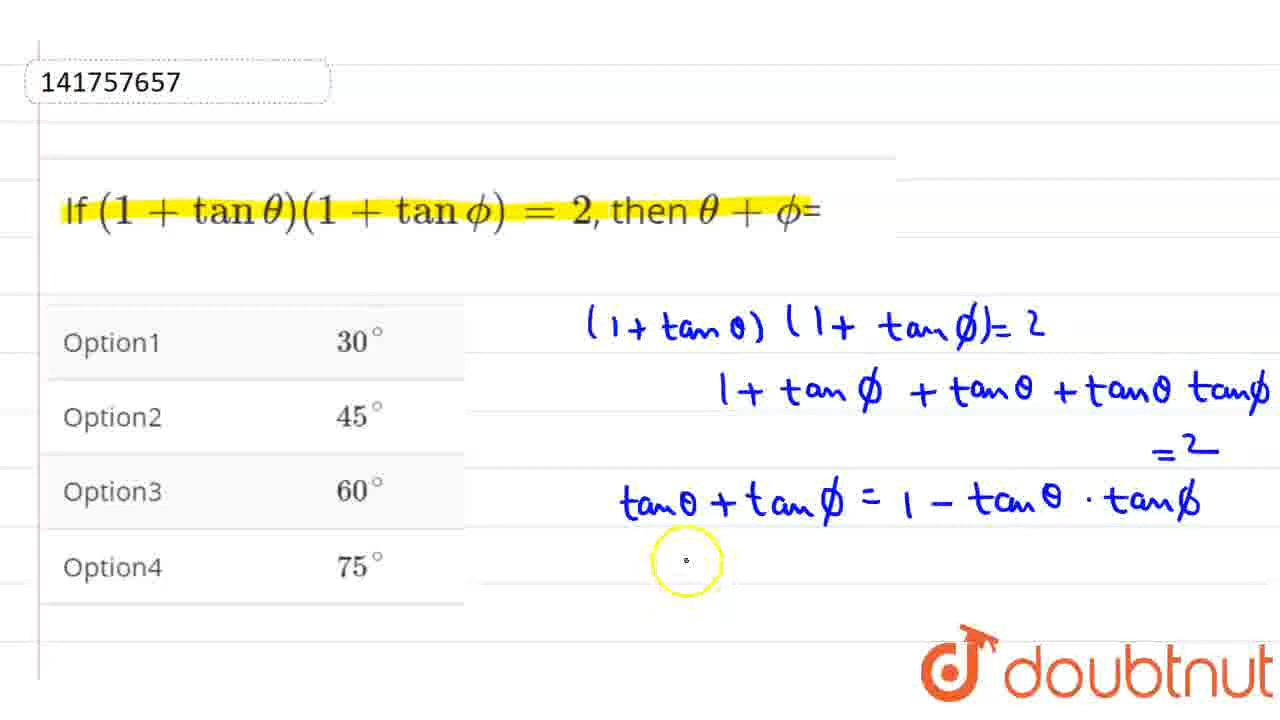 141757657
If (1 + tan θ)(1 + tan ϕ) = 2, then θ + ϕ=
Option1 30°
Option2 45°
Option3 60°
Option4 75°
(1 + tan θ) (1 + tan ϕ) = 2
1 + tan ϕ + tan θ + tan θ tan ϕ
= 2
tan θ + tan ϕ = 1 - tan θ · tan ϕ
doubtnut